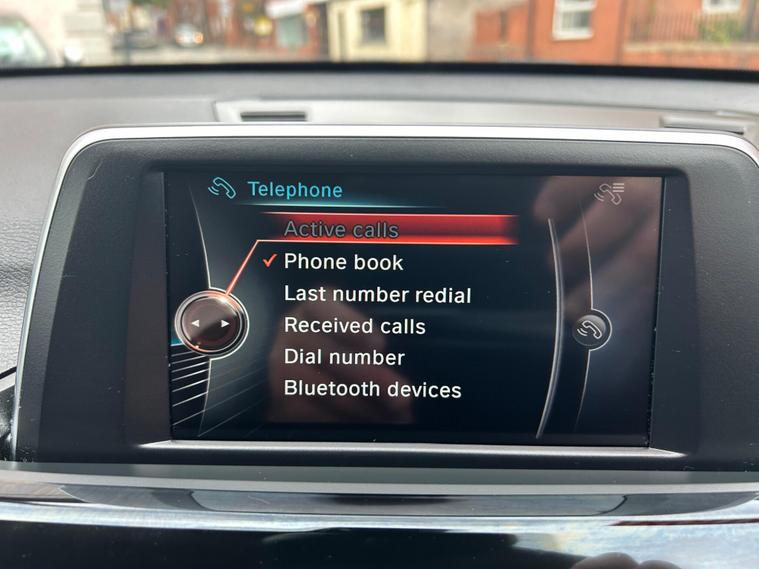 Telephone
Active calls
Phone book
Last number redial
Received calls
Dial number
Bluetooth devices